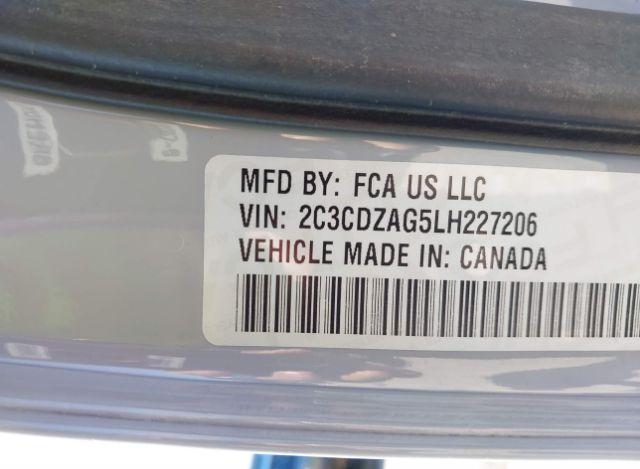 MFD BY: FCA US LLC
VIN: 2C3CDZAG5LH227206
VEHICLE MADE IN: CANADA